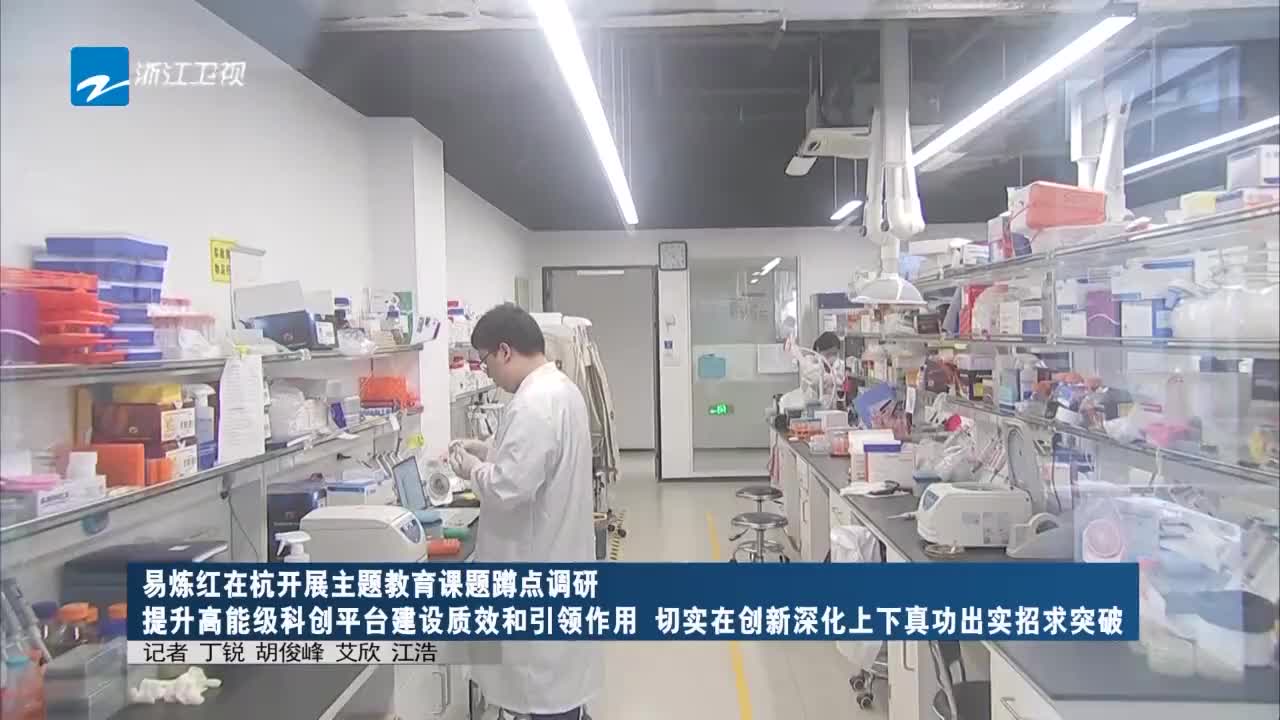 浙江卫视
易炼红在杭开展主题教育课题蹲点调研
提升高能级科创平台建设质效和引领作用 切实在创新深化上下真功出实招求突破
记者 丁锐 胡俊峰 艾欣 江浩